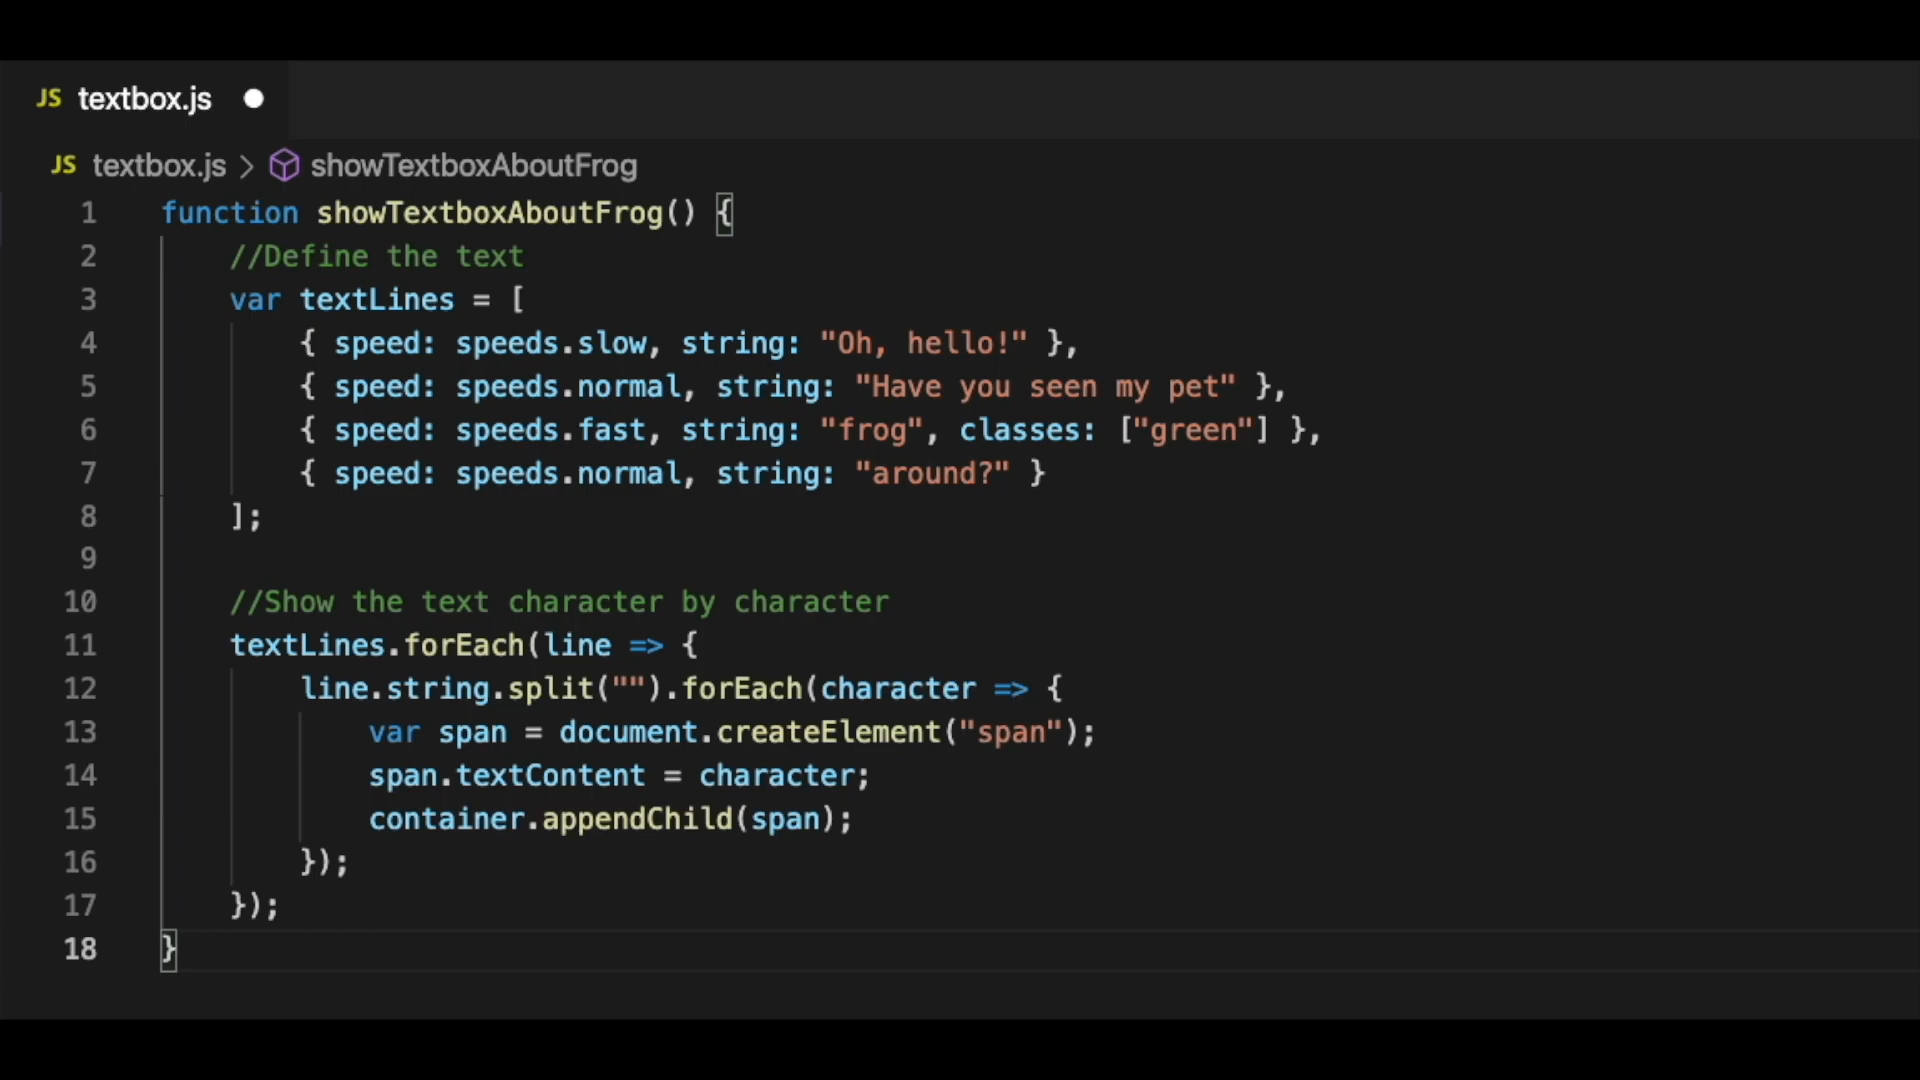 JS textbox.js
JS textbox.js > showTextboxAboutFrog
1 function showTextboxAboutFrog() {
2 //Define the text
3 var textLines = [
4 { speed: speeds.slow, string: "Oh, hello!" },
5 { speed: speeds.normal, string: "Have you seen my pet" },
6 { speed: speeds.fast, string: "frog", classes: ["green"] },
7 { speed: speeds.normal, string: "around?" }
8 ];
9
10 //Show the text character by character
11 textLines.forEach(line => {
12 line.string.split("").forEach(character => {
13 var span = document.createElement("span");
14 span.textContent = character;
15 container.appendChild(span);
16 });
17 });
18 }